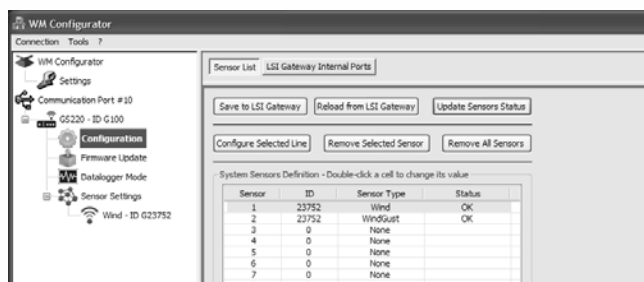 WM Configurator
Connection Tools ?
WM Configurator
Settings
Communication Port #10
GS220 - ID G100
Configuration
Firmware Update
Datalogger Mode
Sensor Settings
Wind - ID G23752
Sensor List LSI Gateway Internal Ports
Save to LSI Gateway Reload from LSI Gateway Update Sensors Status
Configure Selected Line Remove Selected Sensor Remove All Sensors
System Sensors Definition - Double-click a cell to change its value
Sensor ID Sensor Type Status
1 23752 Wind OK
2 23752 WindGust OK
3 0 None
4 0 None
5 0 None
6 0 None
7 0 None